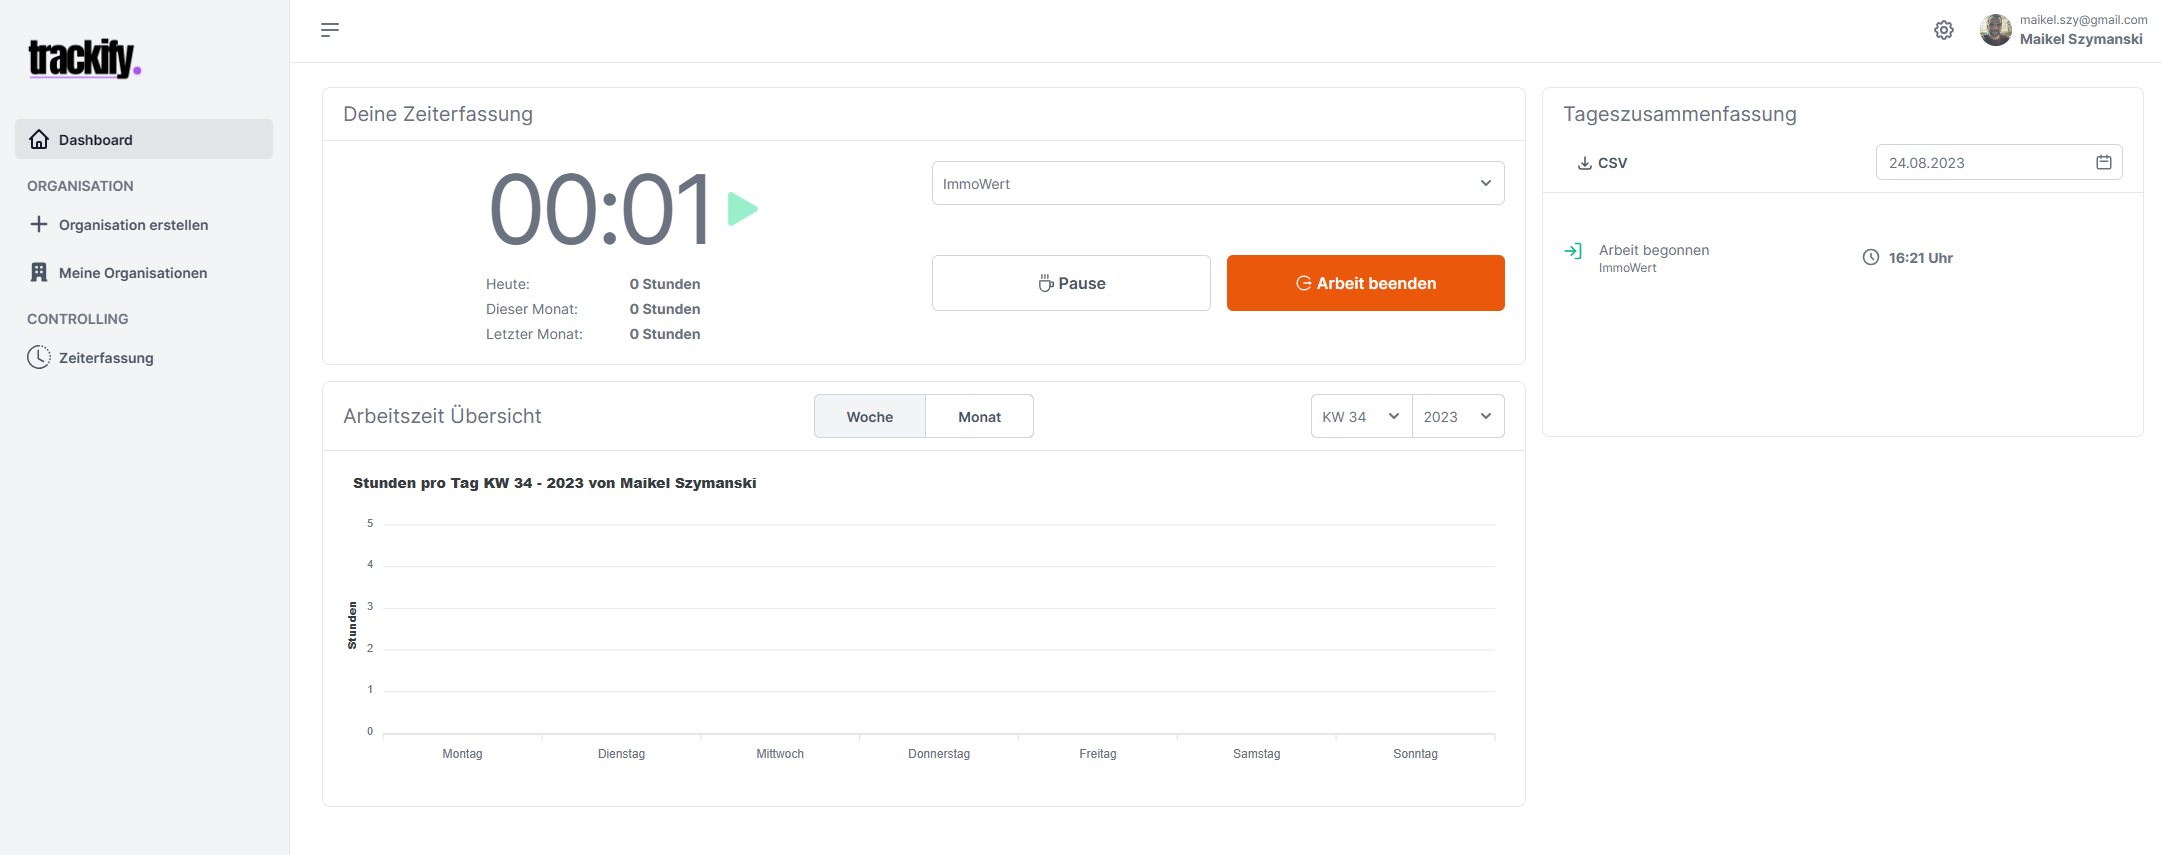 trackify.
Dashboard
ORGANISATION
Organisation erstellen
Meine Organisationen
CONTROLLING
Zeiterfassung
maikel.szy@gmail.com
Maikel Szymanski
Deine Zeiterfassung
00:01
Heute: 0 Stunden
Dieser Monat: 0 Stunden
Letzter Monat: 0 Stunden
ImmoWert
Pause
Arbeit beenden
Tageszusammenfassung
CSV
24.08.2023
Arbeit begonnen
ImmoWert
16:21 Uhr
Arbeitszeit Übersicht
Woche
Monat
KW 34
2023
Stunden pro Tag KW 34 - 2023 von Maikel Szymanski
Stunden
5
4
3
2
1
0
Montag
Dienstag
Mittwoch
Donnerstag
Freitag
Samstag
Sonntag